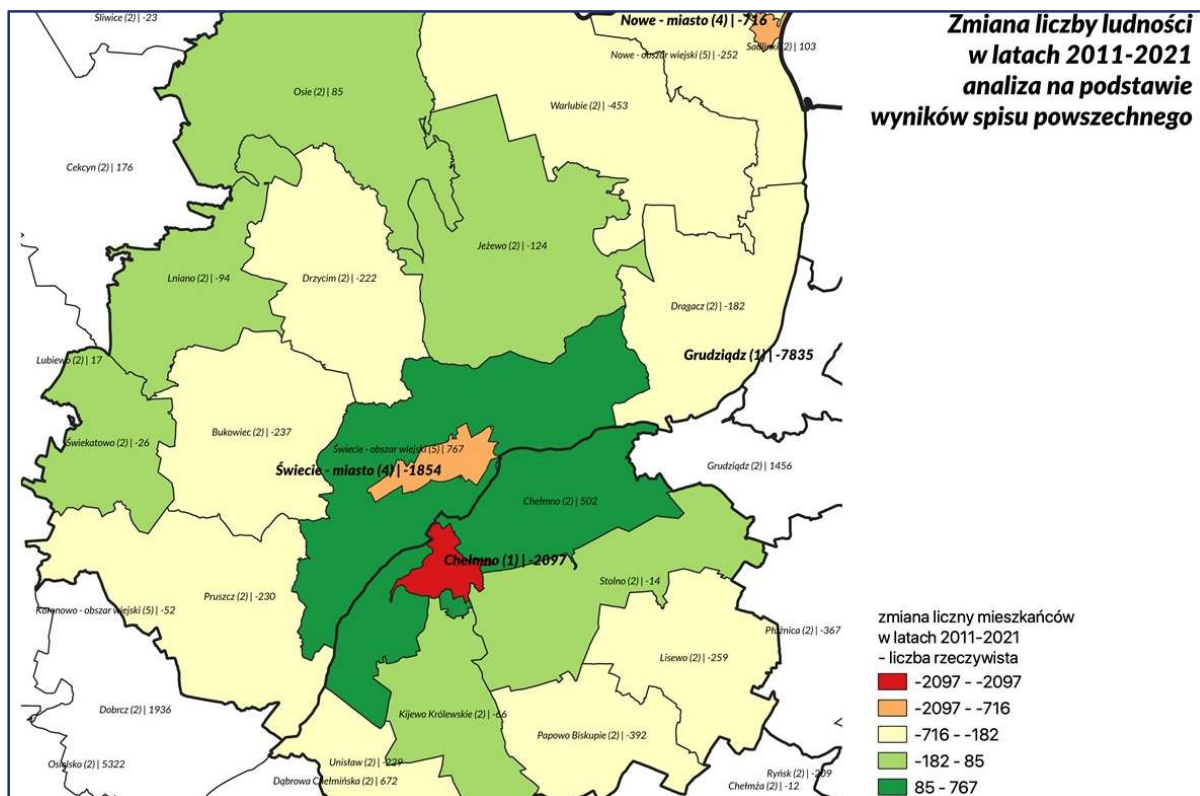 Śliwice (2) | -23
Nowe - miasto (4) | -716
Zmiana liczby ludności
w latach 2011-2021
analiza na podstawie
wyników spisu powszechnego
Sadlinki (2) | 103
Nowe - obszar wiejski (5) | -252
Osie (2) | 85
Warlubie (2) | -453
Cekcyn (2) | 176
Jeżewo (2) | -124
Lniano (2) | -94
Drzycim (2) | -222
Dragacz (2) | -182
Grudziądz (1) | -7835
Lubiewo (2) | 17
Bukowiec (2) | -237
Świekatowo (2) | -26
Świecie - obszar wiejski (5) | 767
Świecie - miasto (4) | -1854
Grudziądz (2) | 1456
Chełmno (2) | 502
Chełmno (1) | -2097
Stolno (2) | -14
Pruszcz (2) | -230
Koronowo - obszar wiejski (5) | -52
Płużnica (2) | -367
Lisewo (2) | -259
Dobrcz (2) | 1936
Kijewo Królewskie (2) | -66
Papowo Biskupie (2) | -392
Osielsko (2) | 5322
Unisław (2) | -229
Dąbrowa Chełmińska (2) | 672
Ryńsk (2) | -209
Chełmża (2) | -12
zmiana liczny mieszkańców
w latach 2011-2021
- liczba rzeczywista
-2097 - -2097
-2097 - -716
-716 - -182
-182 - 85
85 - 767